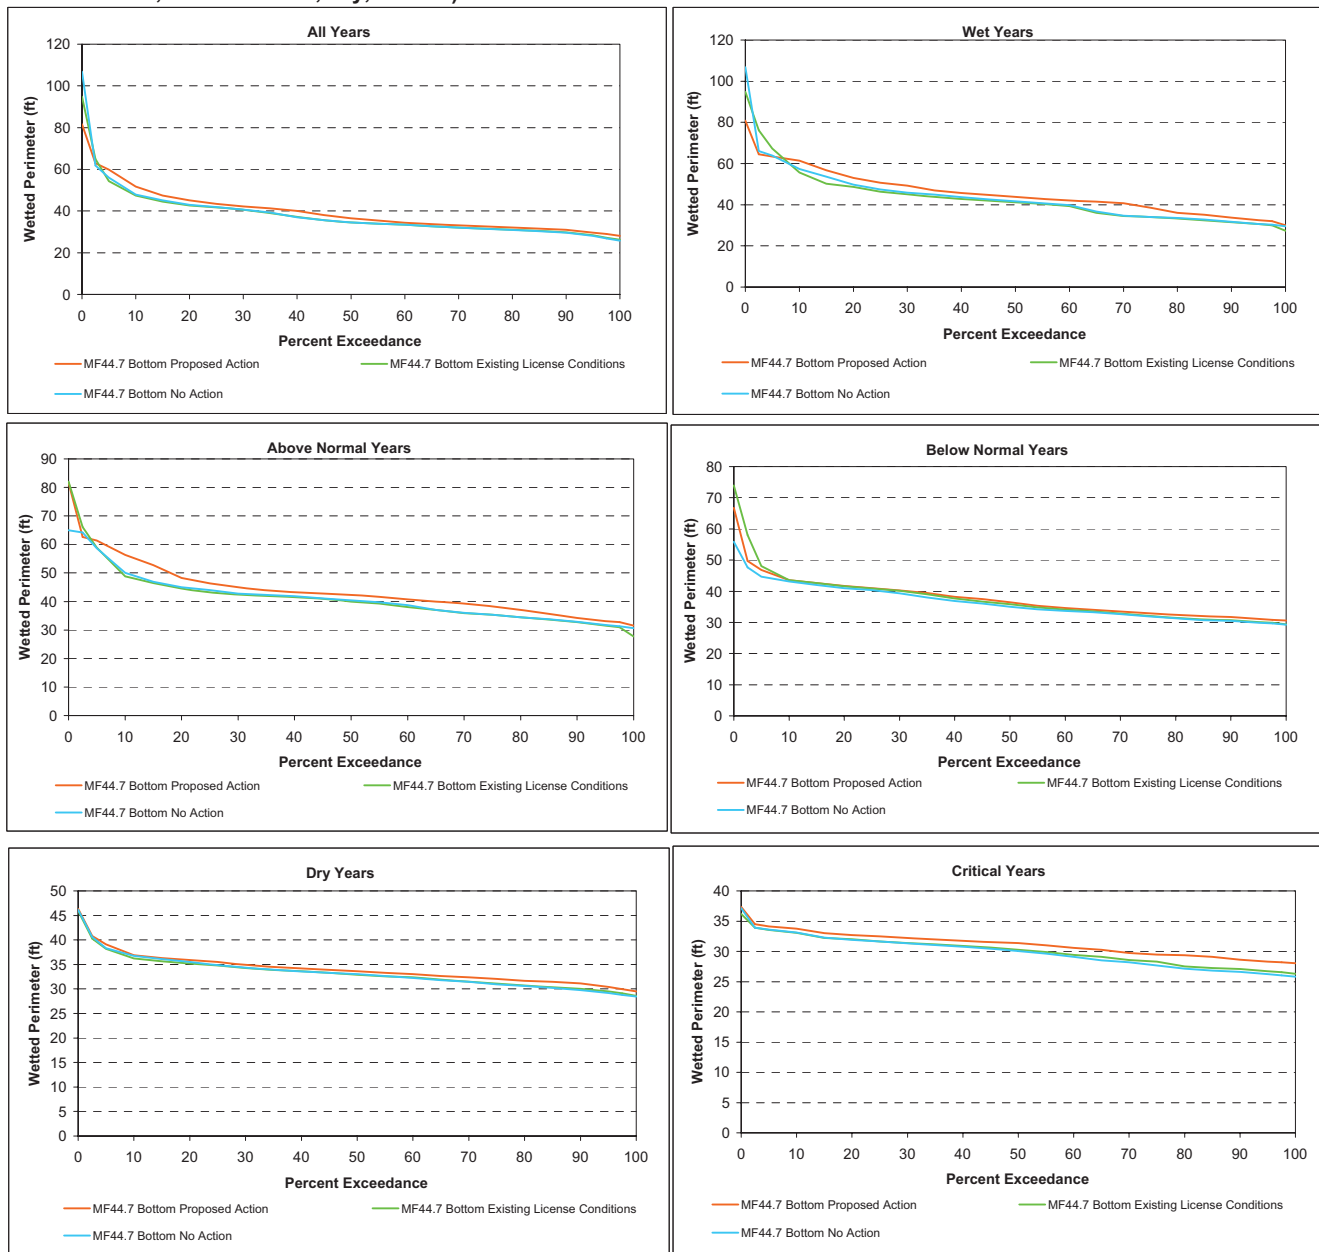 All Years
120
100
80
60
40
20
0
Wetted Perimeter (ft)
0 10 20 30 40 50 60 70 80 90 100
Percent Exceedance
MF44.7 Bottom Proposed Action
MF44.7 Bottom Existing License Conditions
MF44.7 Bottom No Action
Wet Years
120
100
80
60
40
20
0
Wetted Perimeter (ft)
0 10 20 30 40 50 60 70 80 90 100
Percent Exceedance
MF44.7 Bottom Proposed Action
MF44.7 Bottom Existing License Conditions
MF44.7 Bottom No Action
Above Normal Years
90
80
70
60
50
40
30
20
10
0
Wetted Perimeter (ft)
0 10 20 30 40 50 60 70 80 90 100
Percent Exceedance
MF44.7 Bottom Proposed Action
MF44.7 Bottom Existing License Conditions
MF44.7 Bottom No Action
Below Normal Years
80
70
60
50
40
30
20
10
0
Wetted Perimeter (ft)
0 10 20 30 40 50 60 70 80 90 100
Percent Exceedance
MF44.7 Bottom Proposed Action
MF44.7 Bottom Existing License Conditions
MF44.7 Bottom No Action
Dry Years
50
45
40
35
30
25
20
15
10
5
0
Wetted Perimeter (ft)
0 10 20 30 40 50 60 70 80 90 100
Percent Exceedance
MF44.7 Bottom Proposed Action
MF44.7 Bottom Existing License Conditions
MF44.7 Bottom No Action
Critical Years
40
35
30
25
20
15
10
5
0
Wetted Perimeter (ft)
0 10 20 30 40 50 60 70 80 90 100
Percent Exceedance
MF44.7 Bottom Proposed Action
MF44.7 Bottom Existing License Conditions
MF44.7 Bottom No Action